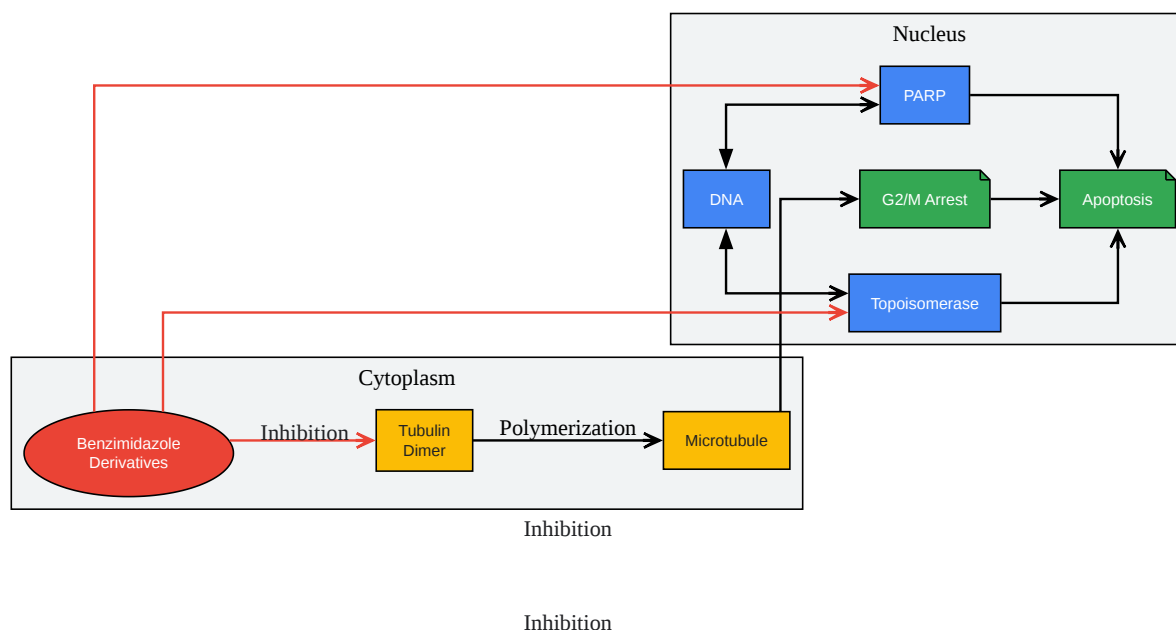 Nucleus
PARP
DNA
G2/M Arrest
Apoptosis
Topoisomerase
Cytoplasm
Benzimidazole
Derivatives
Inhibition
Tubulin
Dimer
Polymerization
Microtubule
Inhibition
Inhibition